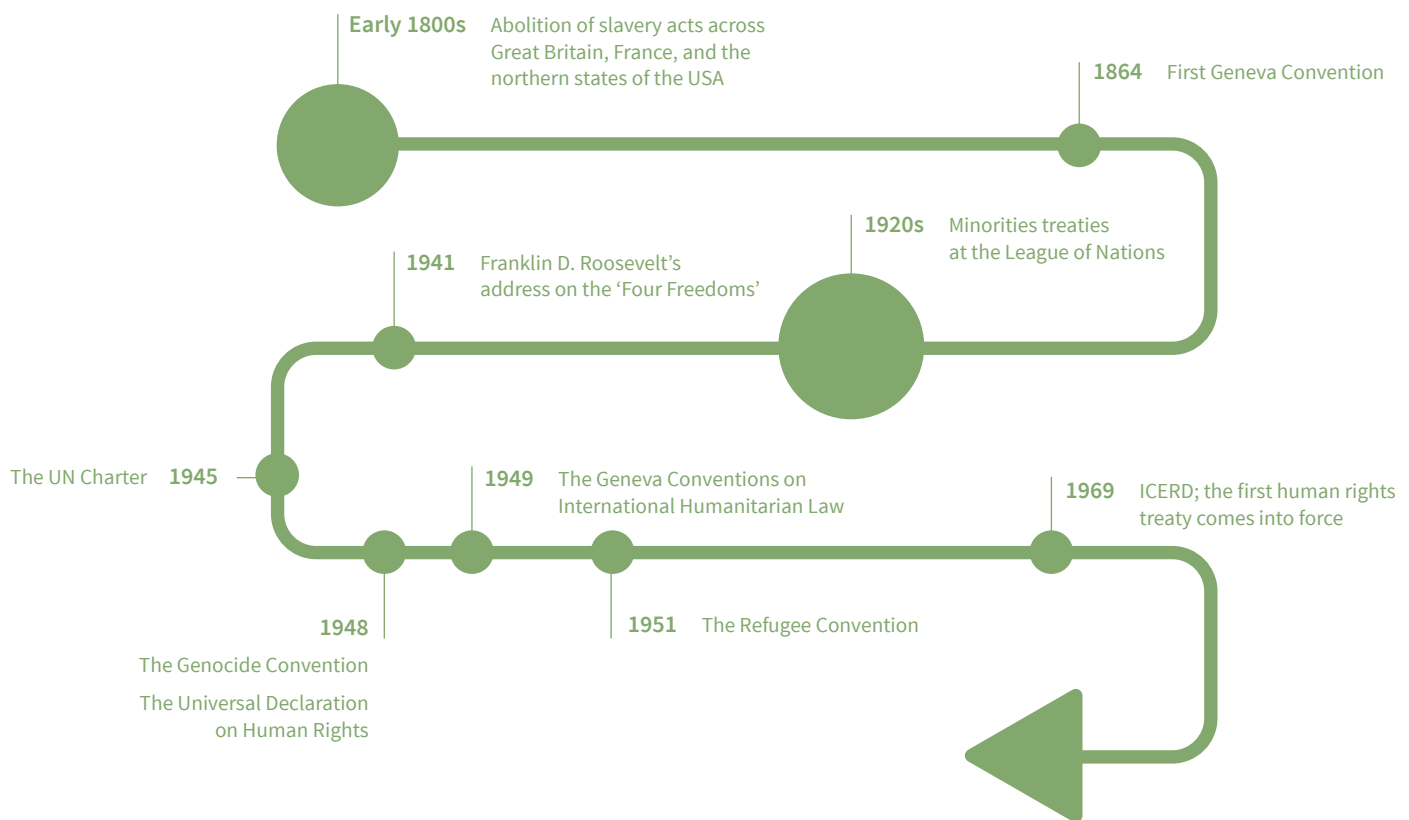 Early 1800s Abolition of slavery acts across
Great Britain, France, and the
northern states of the USA
1864 First Geneva Convention
1920s Minorities treaties
at the League of Nations
1941 Franklin D. Roosevelt’s
address on the ‘Four Freedoms’
The UN Charter 1945
1948
The Genocide Convention
The Universal Declaration
on Human Rights
1949 The Geneva Conventions on
International Humanitarian Law
1951 The Refugee Convention
1969 ICERD; the first human rights
treaty comes into force